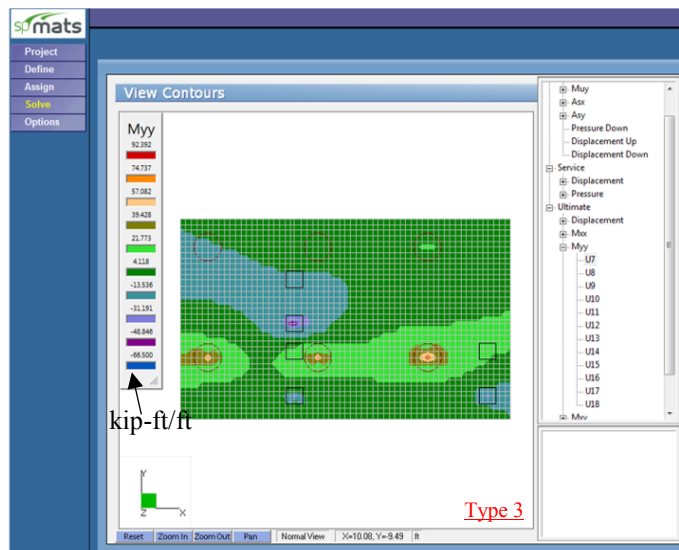 spmats
Project
Define
Assign
Solve
Options
View Contours
Myy
92.392
74.737
57.082
39.428
21.773
4.118
-13.536
-31.191
-48.846
-66.500
kip-ft/ft
Y
Z
X
Type 3
Reset
Zoom In
Zoom Out
Pan
Normal View
X=10.08, Y=-9.49
ft
Muy
Asx
Asy
Pressure Down
Displacement Up
Displacement Down
Service
Displacement
Pressure
Ultimate
Displacement
Mxx
Myy
U7
U8
U9
U10
U11
U12
U13
U14
U15
U16
U17
U18
Mxy